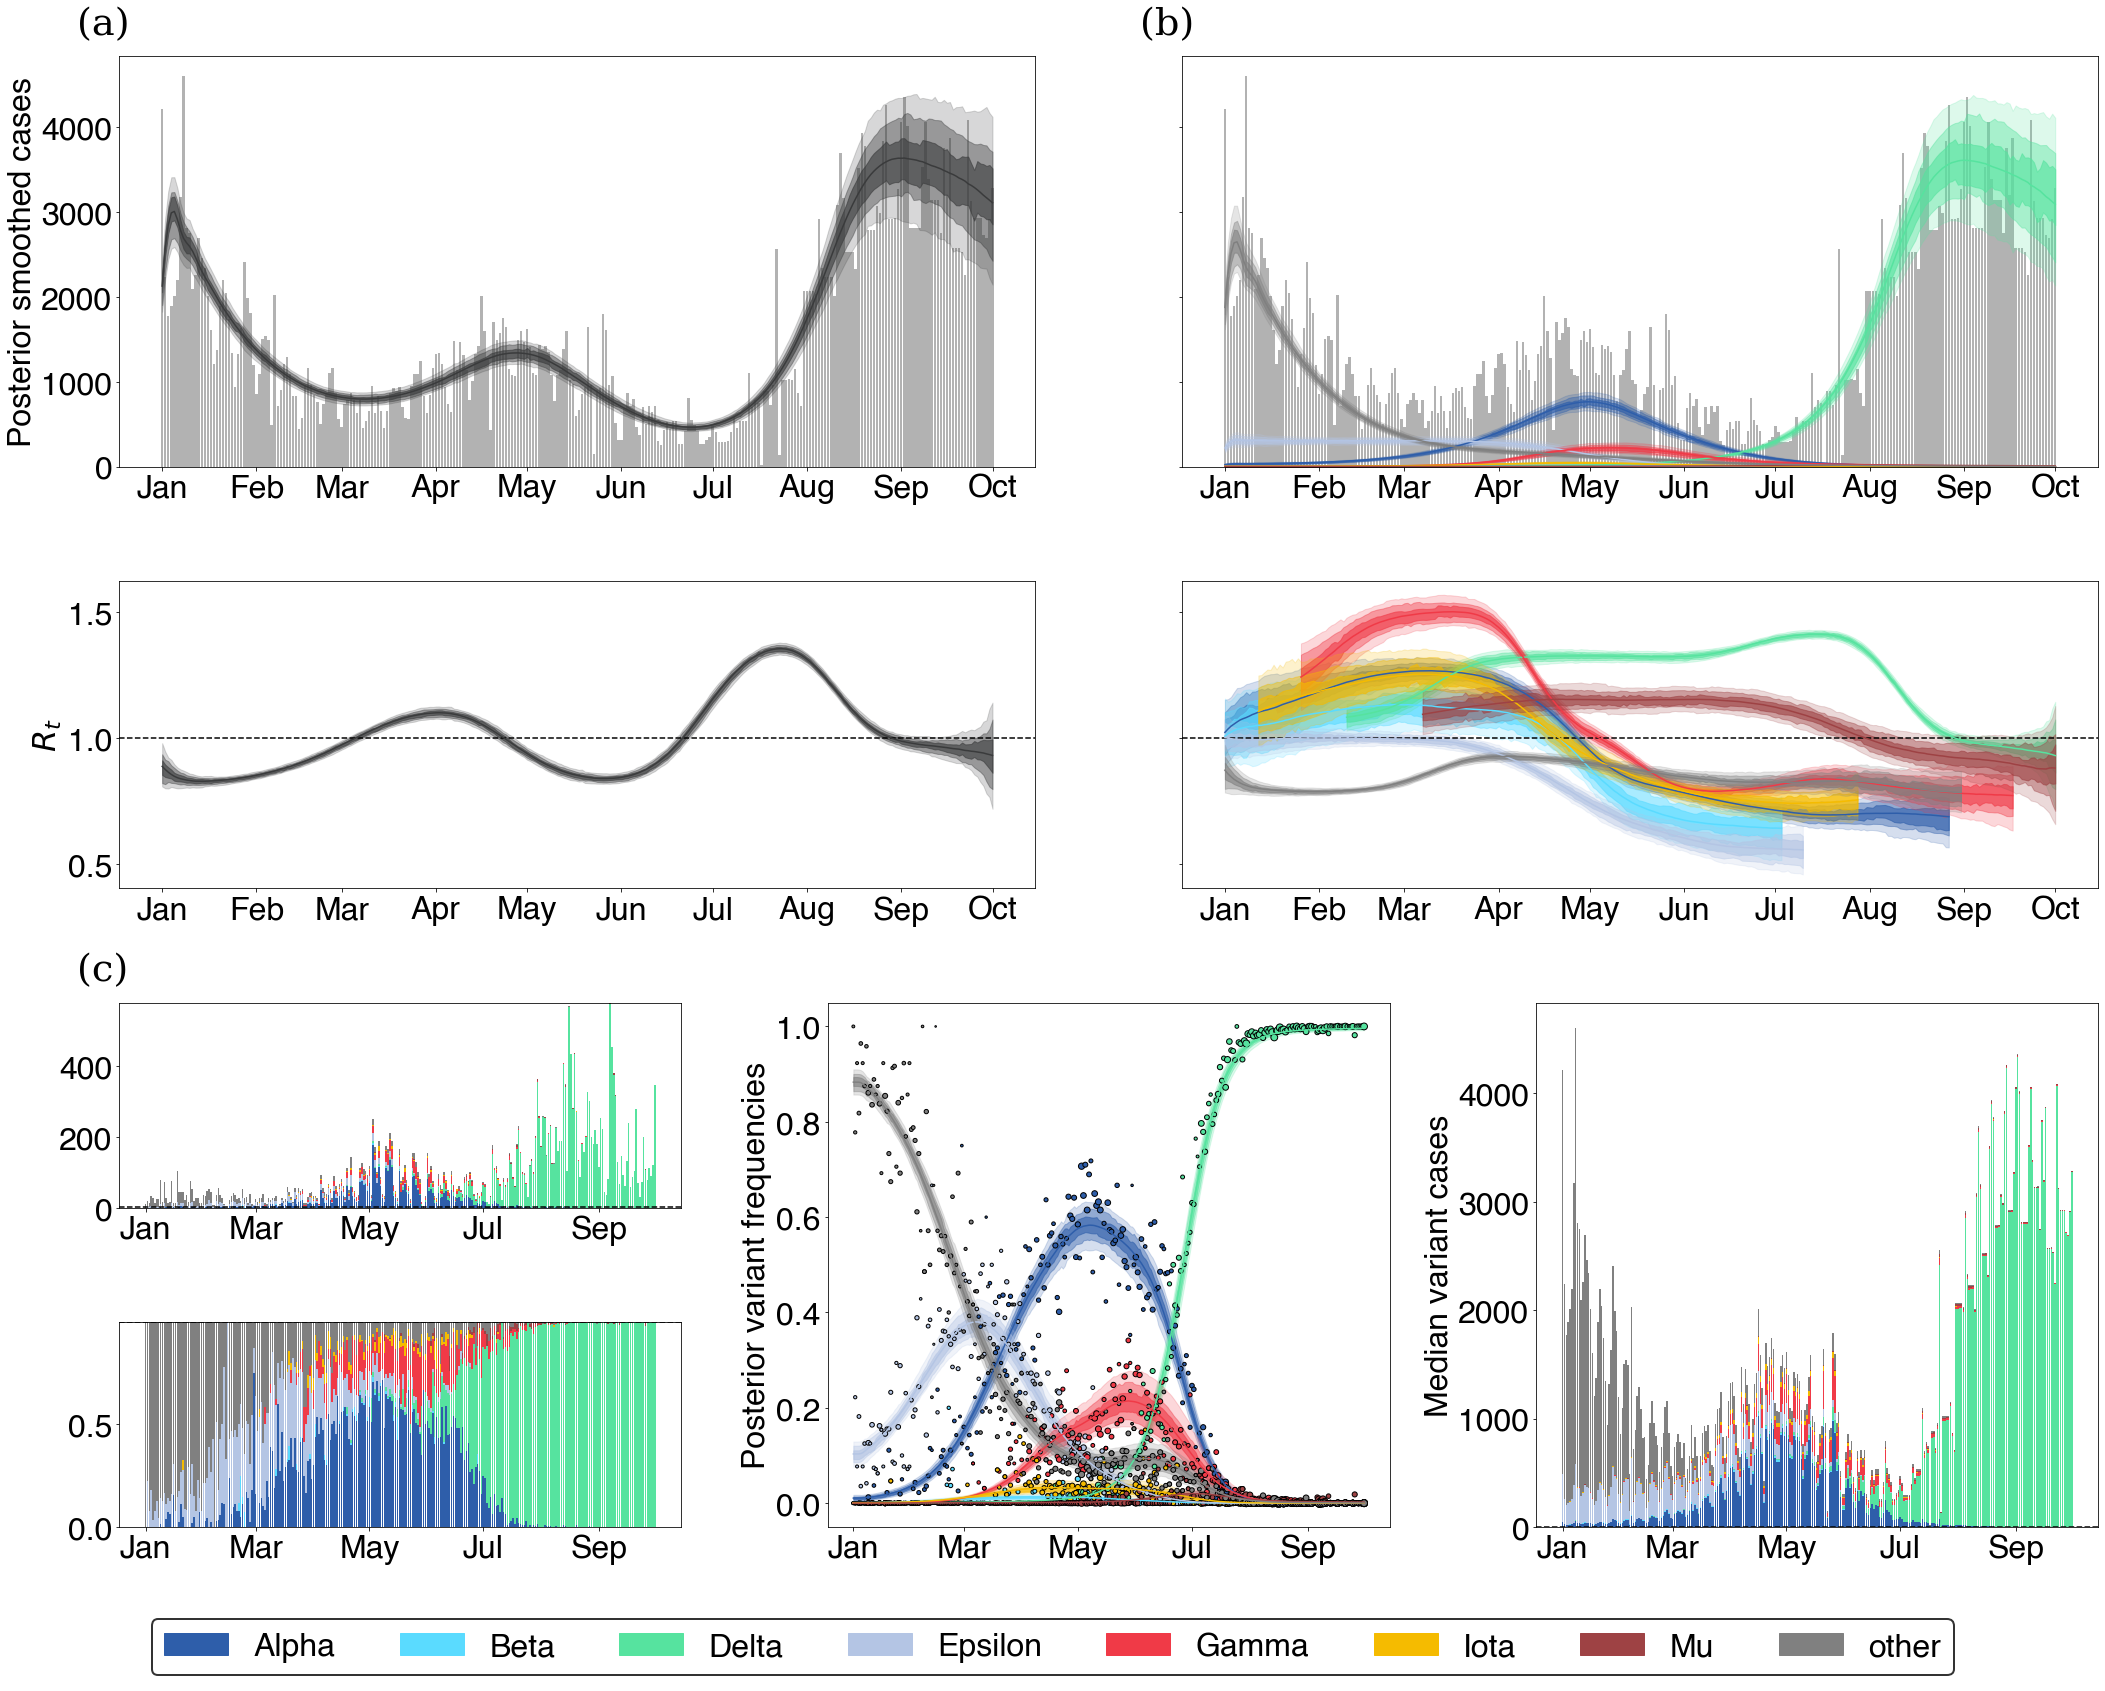 (a)
(b)
Posterior smoothed cases
4000
3000
2000
1000
0
Jan Feb Mar Apr May Jun Jul Aug Sep Oct
Jan Feb Mar Apr May Jun Jul Aug Sep Oct
Rt
1.5
1.0
0.5
Jan Feb Mar Apr May Jun Jul Aug Sep Oct
Jan Feb Mar Apr May Jun Jul Aug Sep Oct
(c)
400
200
0
Jan Mar May Jul Sep
0.5
0.0
Jan Mar May Jul Sep
Posterior variant frequencies
1.0
0.8
0.6
0.4
0.2
0.0
Jan Mar May Jul Sep
Median variant cases
4000
3000
2000
1000
0
Jan Mar May Jul Sep
Alpha Beta Delta Epsilon Gamma Iota Mu other